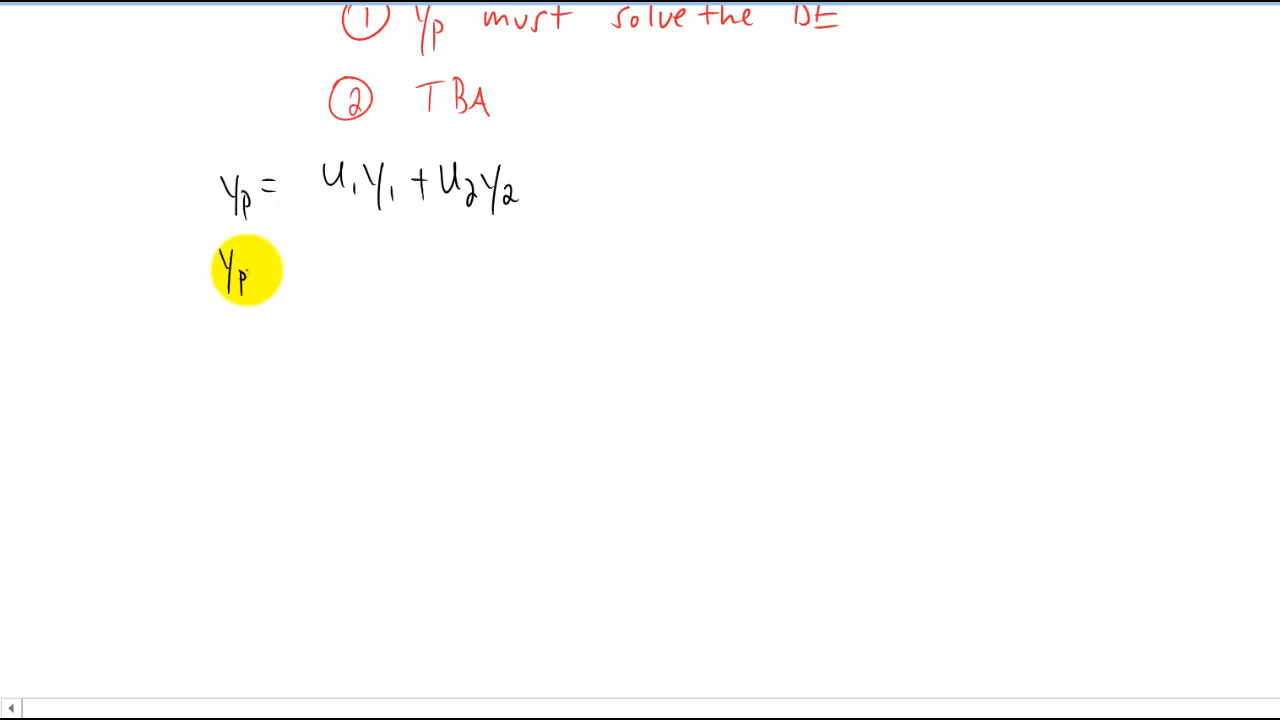 ① yp must solve the DE
② TBA
yp = u₁y₁ + u₂y₂
yp